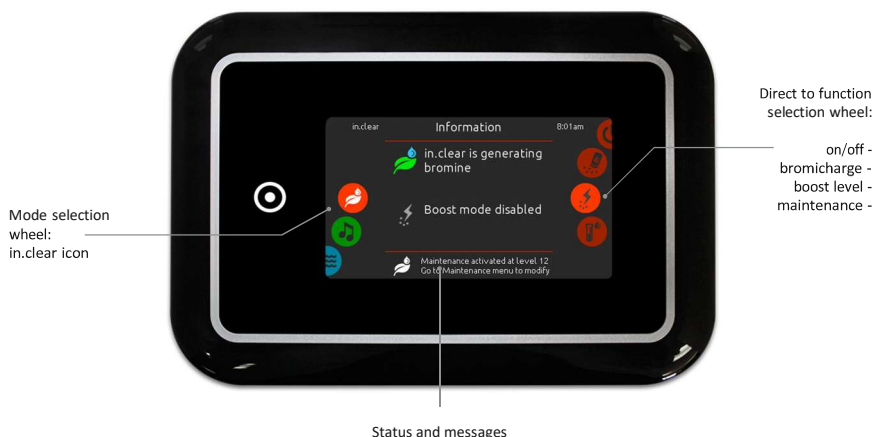 Direct to function
selection wheel:
on/off -
bromicharge -
boost level -
maintenance -
in.clear
Information
8:01am
in.clear is generating
bromine
Boost mode disabled
Maintenance activated at level 12
Go to Maintenance menu to modify
Mode selection
wheel:
in.clear icon
Status and messages